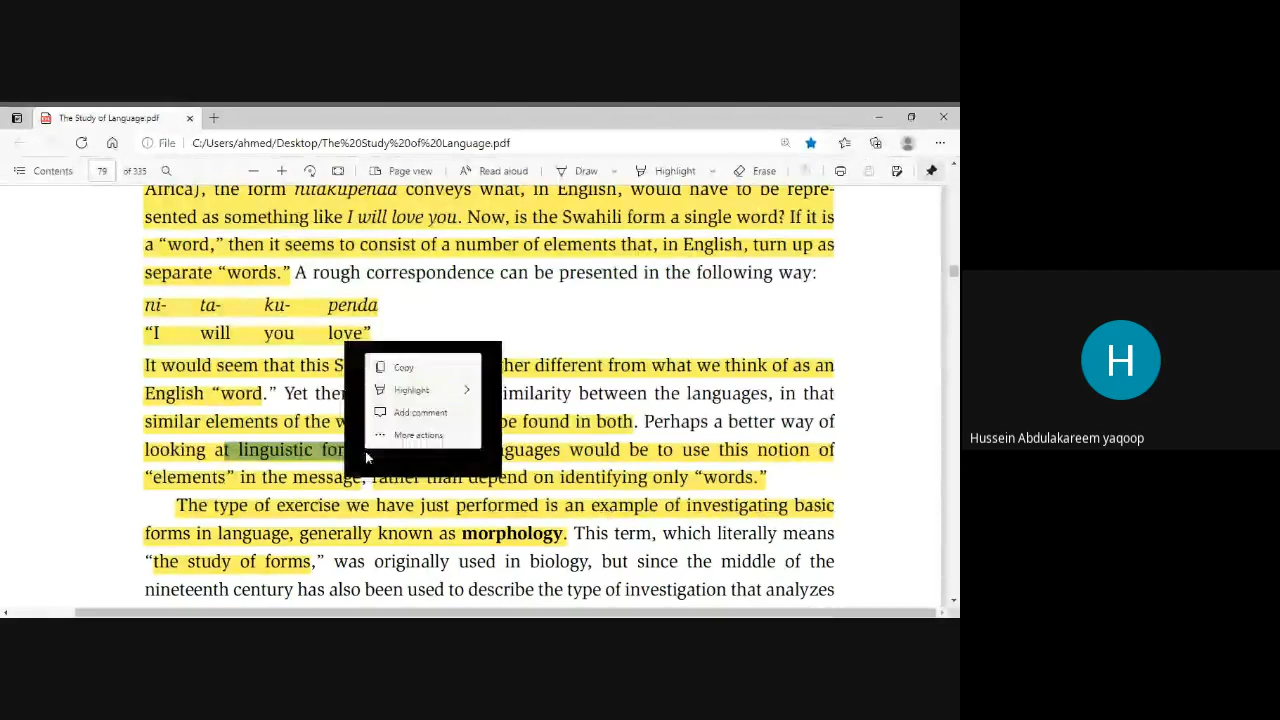 The Study of Language.pdf
File C:/Users/ahmed/Desktop/The%20Study%20of%20Language.pdf
Contents 79 of 335 Page view Read aloud Draw Highlight Erase
Africa), the form nitakupenda conveys what, in English, would have to be repre-
sented as something like I will love you. Now, is the Swahili form a single word? If it is
a “word,” then it seems to consist of a number of elements that, in English, turn up as
separate “words.” A rough correspondence can be presented in the following way:
ni- ta- ku- penda
“I will you love”
It would seem that this different from what we think of as an
English “word.” Yet similarity between the languages, in that
similar elements of the be found in both. Perhaps a better way of
looking at linguistic would be to use this notion of
“elements” in the message, rather than depend on identifying only “words.”
The type of exercise we have just performed is an example of investigating basic
forms in language, generally known as morphology. This term, which literally means
“the study of forms,” was originally used in biology, but since the middle of the
nineteenth century has also been used to describe the type of investigation that analyzes
Copy
Highlight
Add comment
More actions
H
Hussein Abdulakareem yaqoop